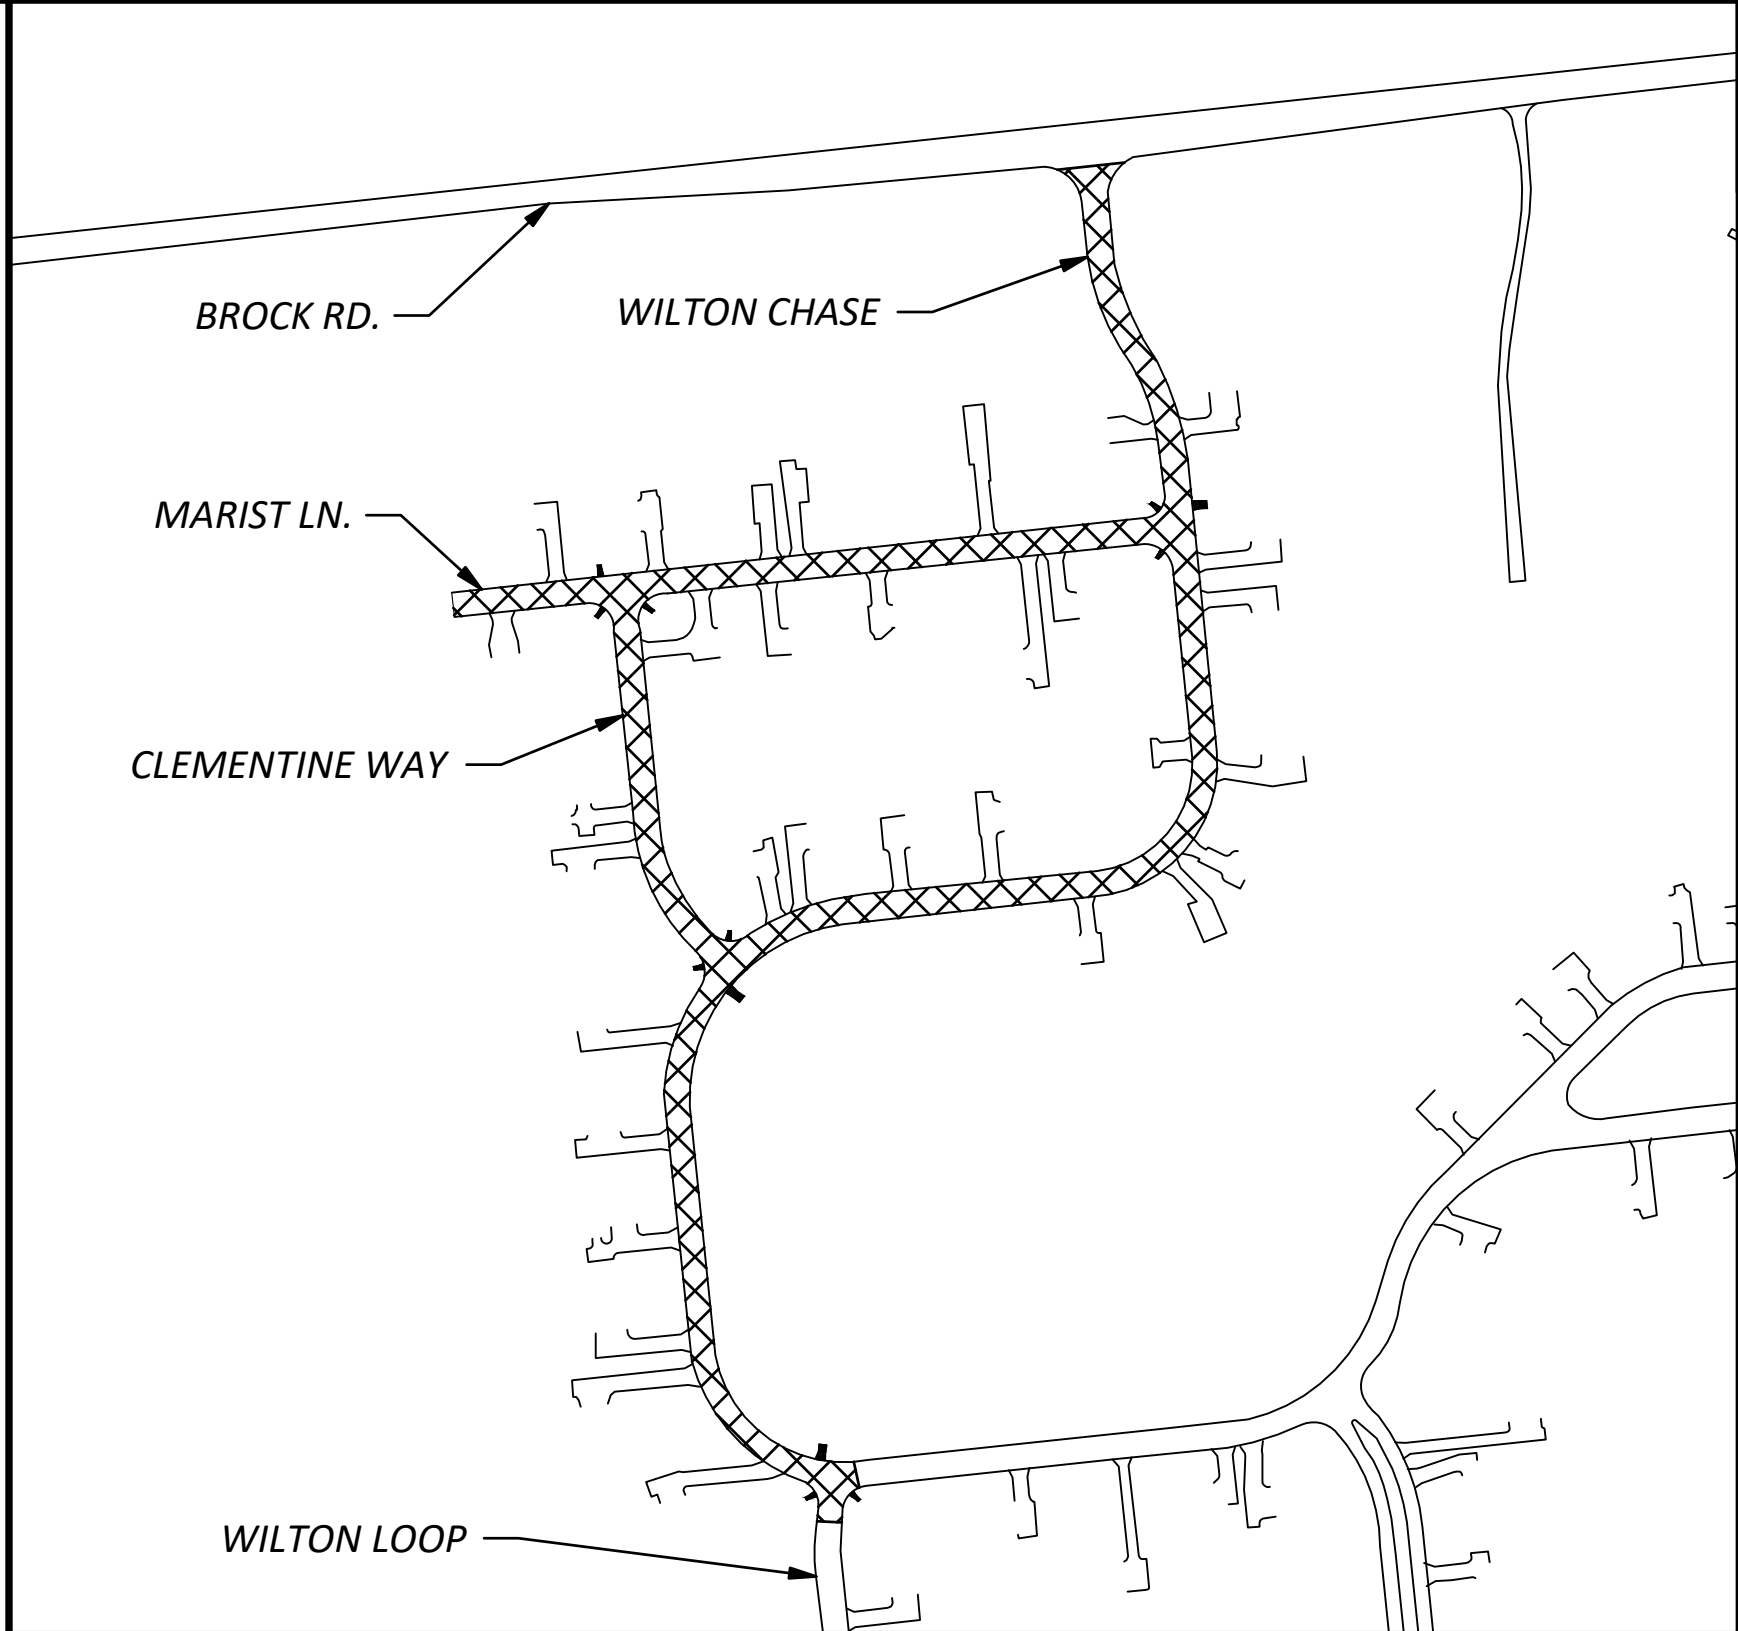 BROCK RD.
WILTON CHASE
MARIST LN.
CLEMENTINE WAY
WILTON LOOP